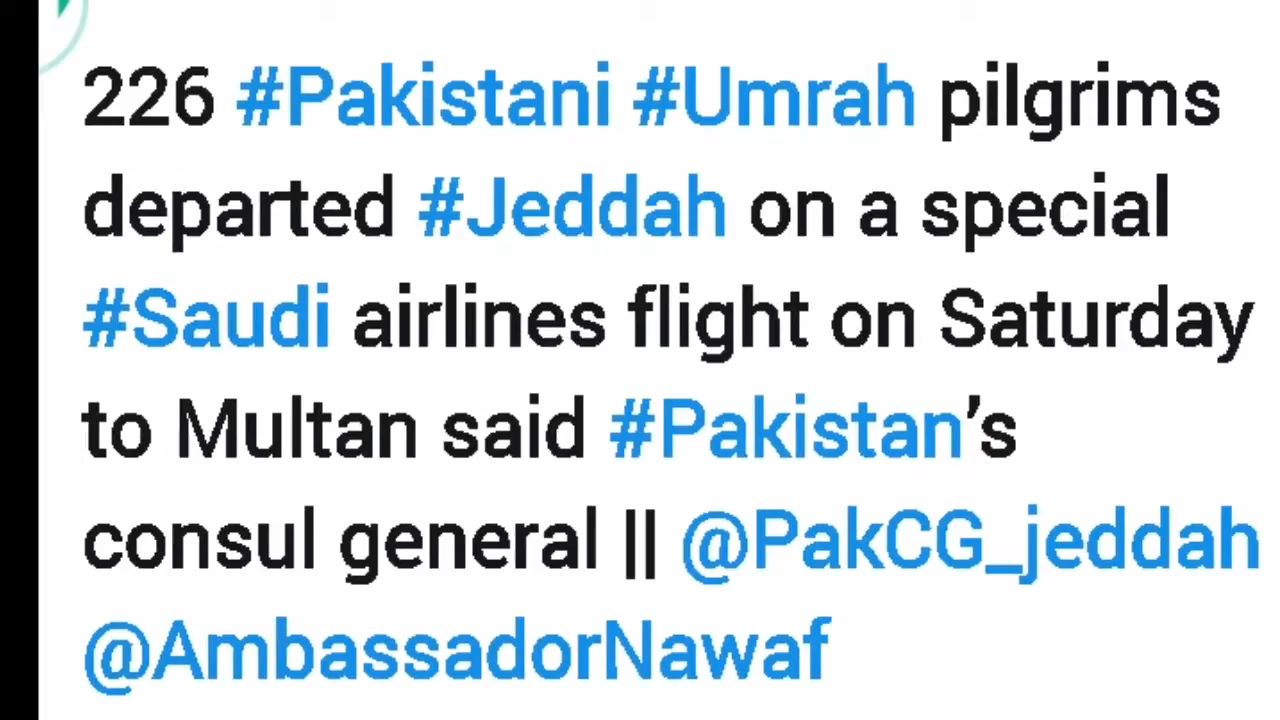 226 #Pakistani #Umrah pilgrims
departed #Jeddah on a special
#Saudi airlines flight on Saturday
to Multan said #Pakistan’s
consul general || @PakCG_jeddah
@AmbassadorNawaf